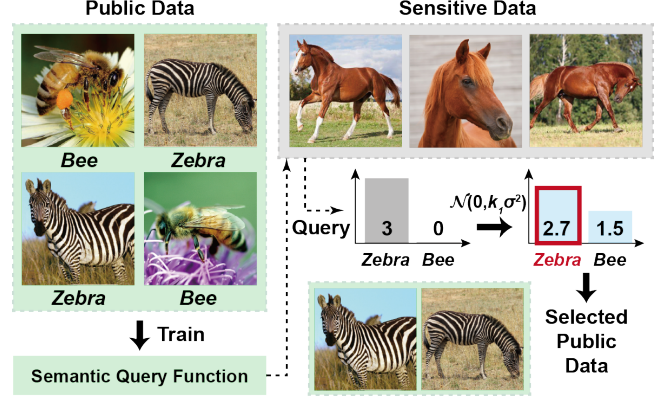 Public Data
Sensitive Data
Bee
Zebra
Zebra
Bee
Train
Semantic Query Function
Query
3
0
Zebra
Bee
𝒩(0,k₁σ²)
2.7
1.5
Zebra
Bee
Selected
Public
Data